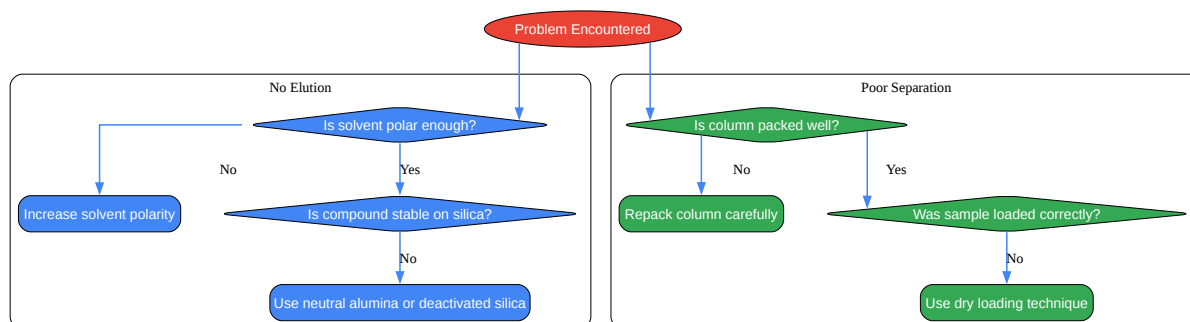 Problem Encountered
No Elution
Is solvent polar enough?
No
Yes
Increase solvent polarity
Is compound stable on silica?
No
Use neutral alumina or deactivated silica
Poor Separation
Is column packed well?
No
Yes
Repack column carefully
Was sample loaded correctly?
No
Use dry loading technique